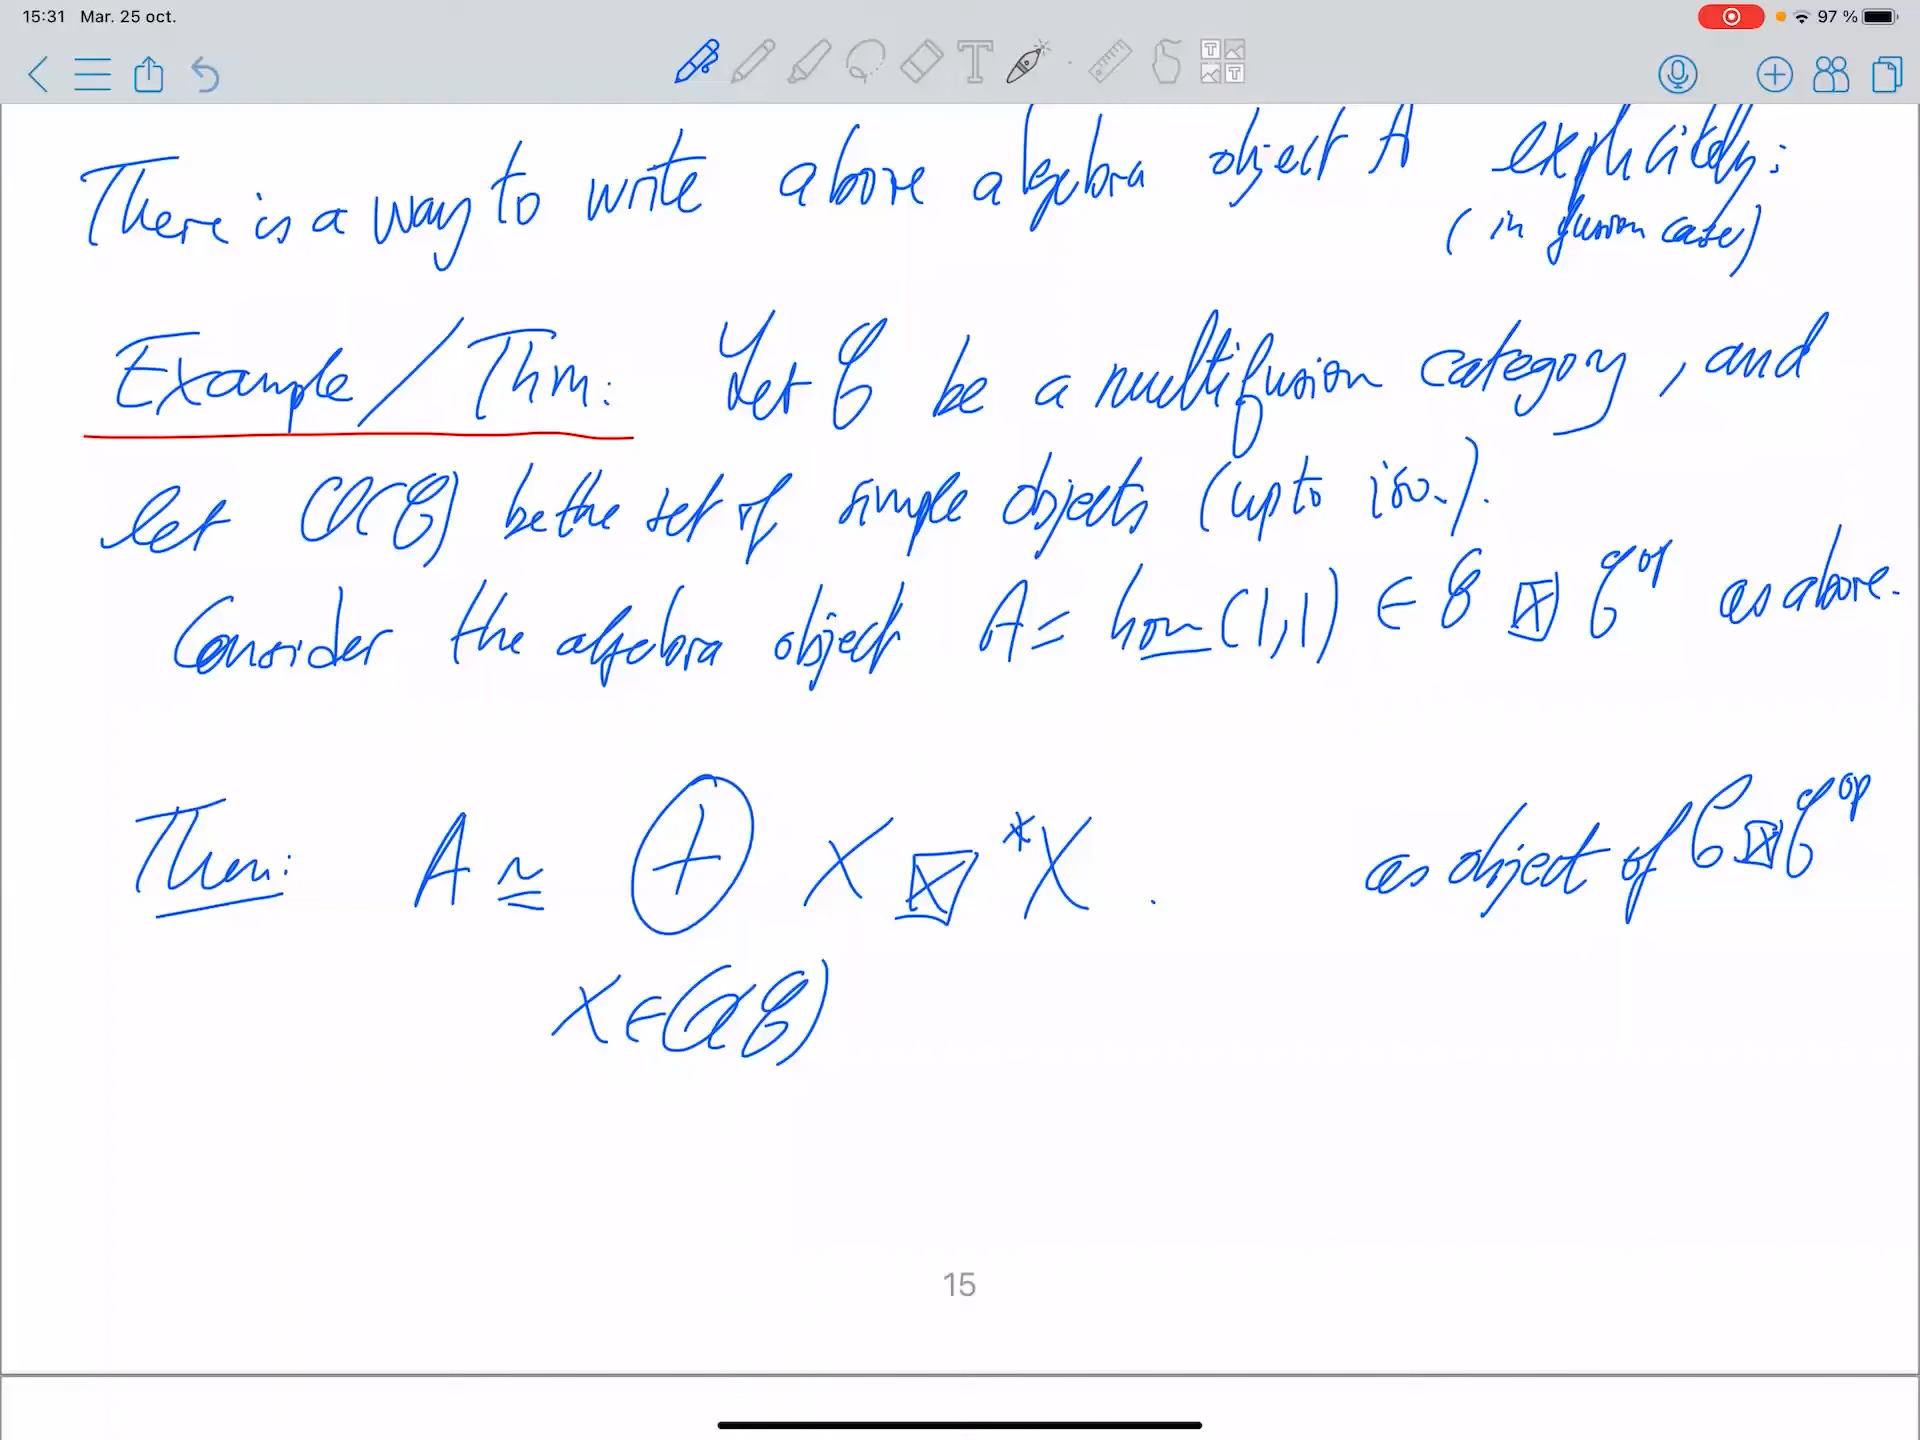 15:31 Mar. 25 oct.
97 %
There is a way to write above algebra object A explicitely:
(in fusion case)
Example/Thm: Let 𝒞 be a multifusion category, and
let 𝒪(𝒞) be the set of simple objects (up to iso.).
Consider the algebra object A = hom(1,1) ∈ 𝒞 ⊠ 𝒞^op as above.
Then: A ≅ ⊕ X ⊠ *X . as object of 𝒞⊠𝒞^op
X∈𝒪(𝒞)
15